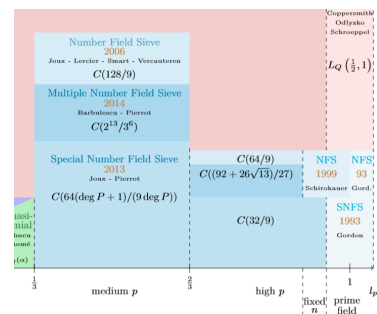 Coppersmith
Odlyzko
Schroeppel
L_Q (1/2, 1)
Number Field Sieve
2006
Joux - Lercier - Smart - Vercauteren
C(128/9)
Multiple Number Field Sieve
2014
Barbulescu - Pierrot
C(2^{13}/3^6)
Special Number Field Sieve
2013
Joux - Pierrot
C(64(deg P + 1)/(9 deg P))
C(64/9)
C((92 + 26√13)/27)
NFS
1999
Schirokauer
NFS
93
Gord.
C(32/9)
SNFS
1993
Gordon
1/3
2/3
1
medium p
high p
l_p
fixed
n
prime
field